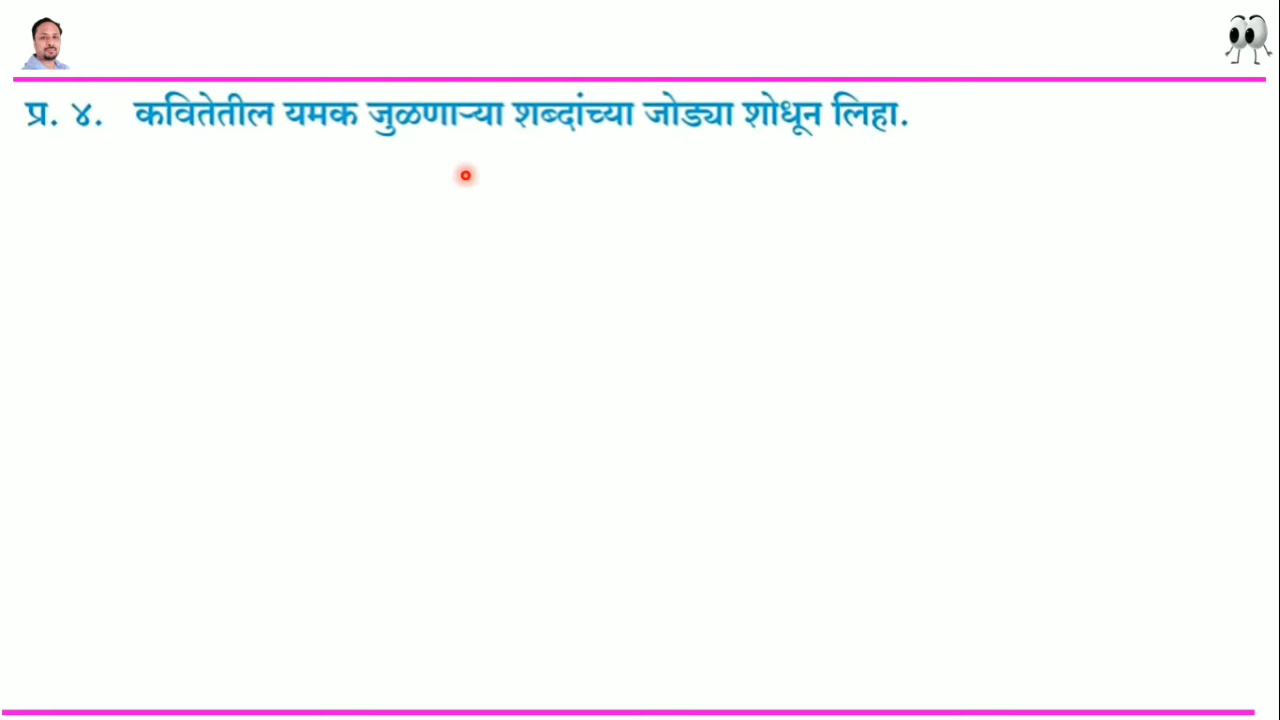 प्र. ४. कवितेतील यमक जुळणाऱ्या शब्दांच्या जोड्या शोधून लिहा.